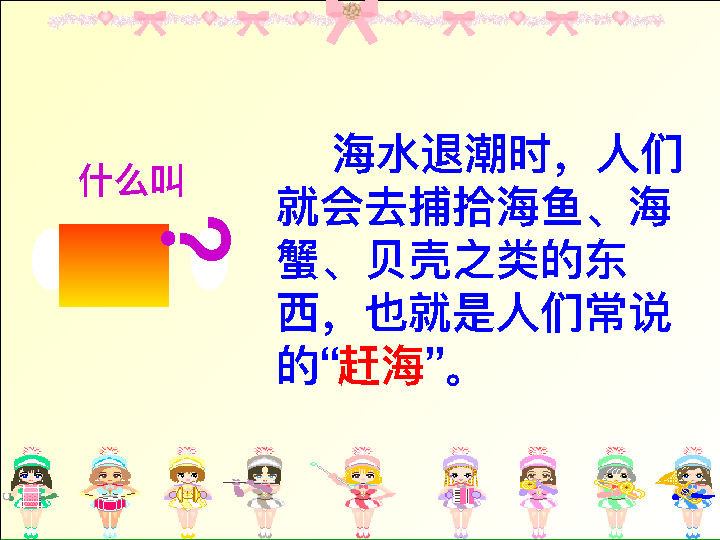 什么叫
？
海水退潮时，人们
就会去捕拾海鱼、海
蟹、贝壳之类的东
西，也就是人们常说
的“赶海”。